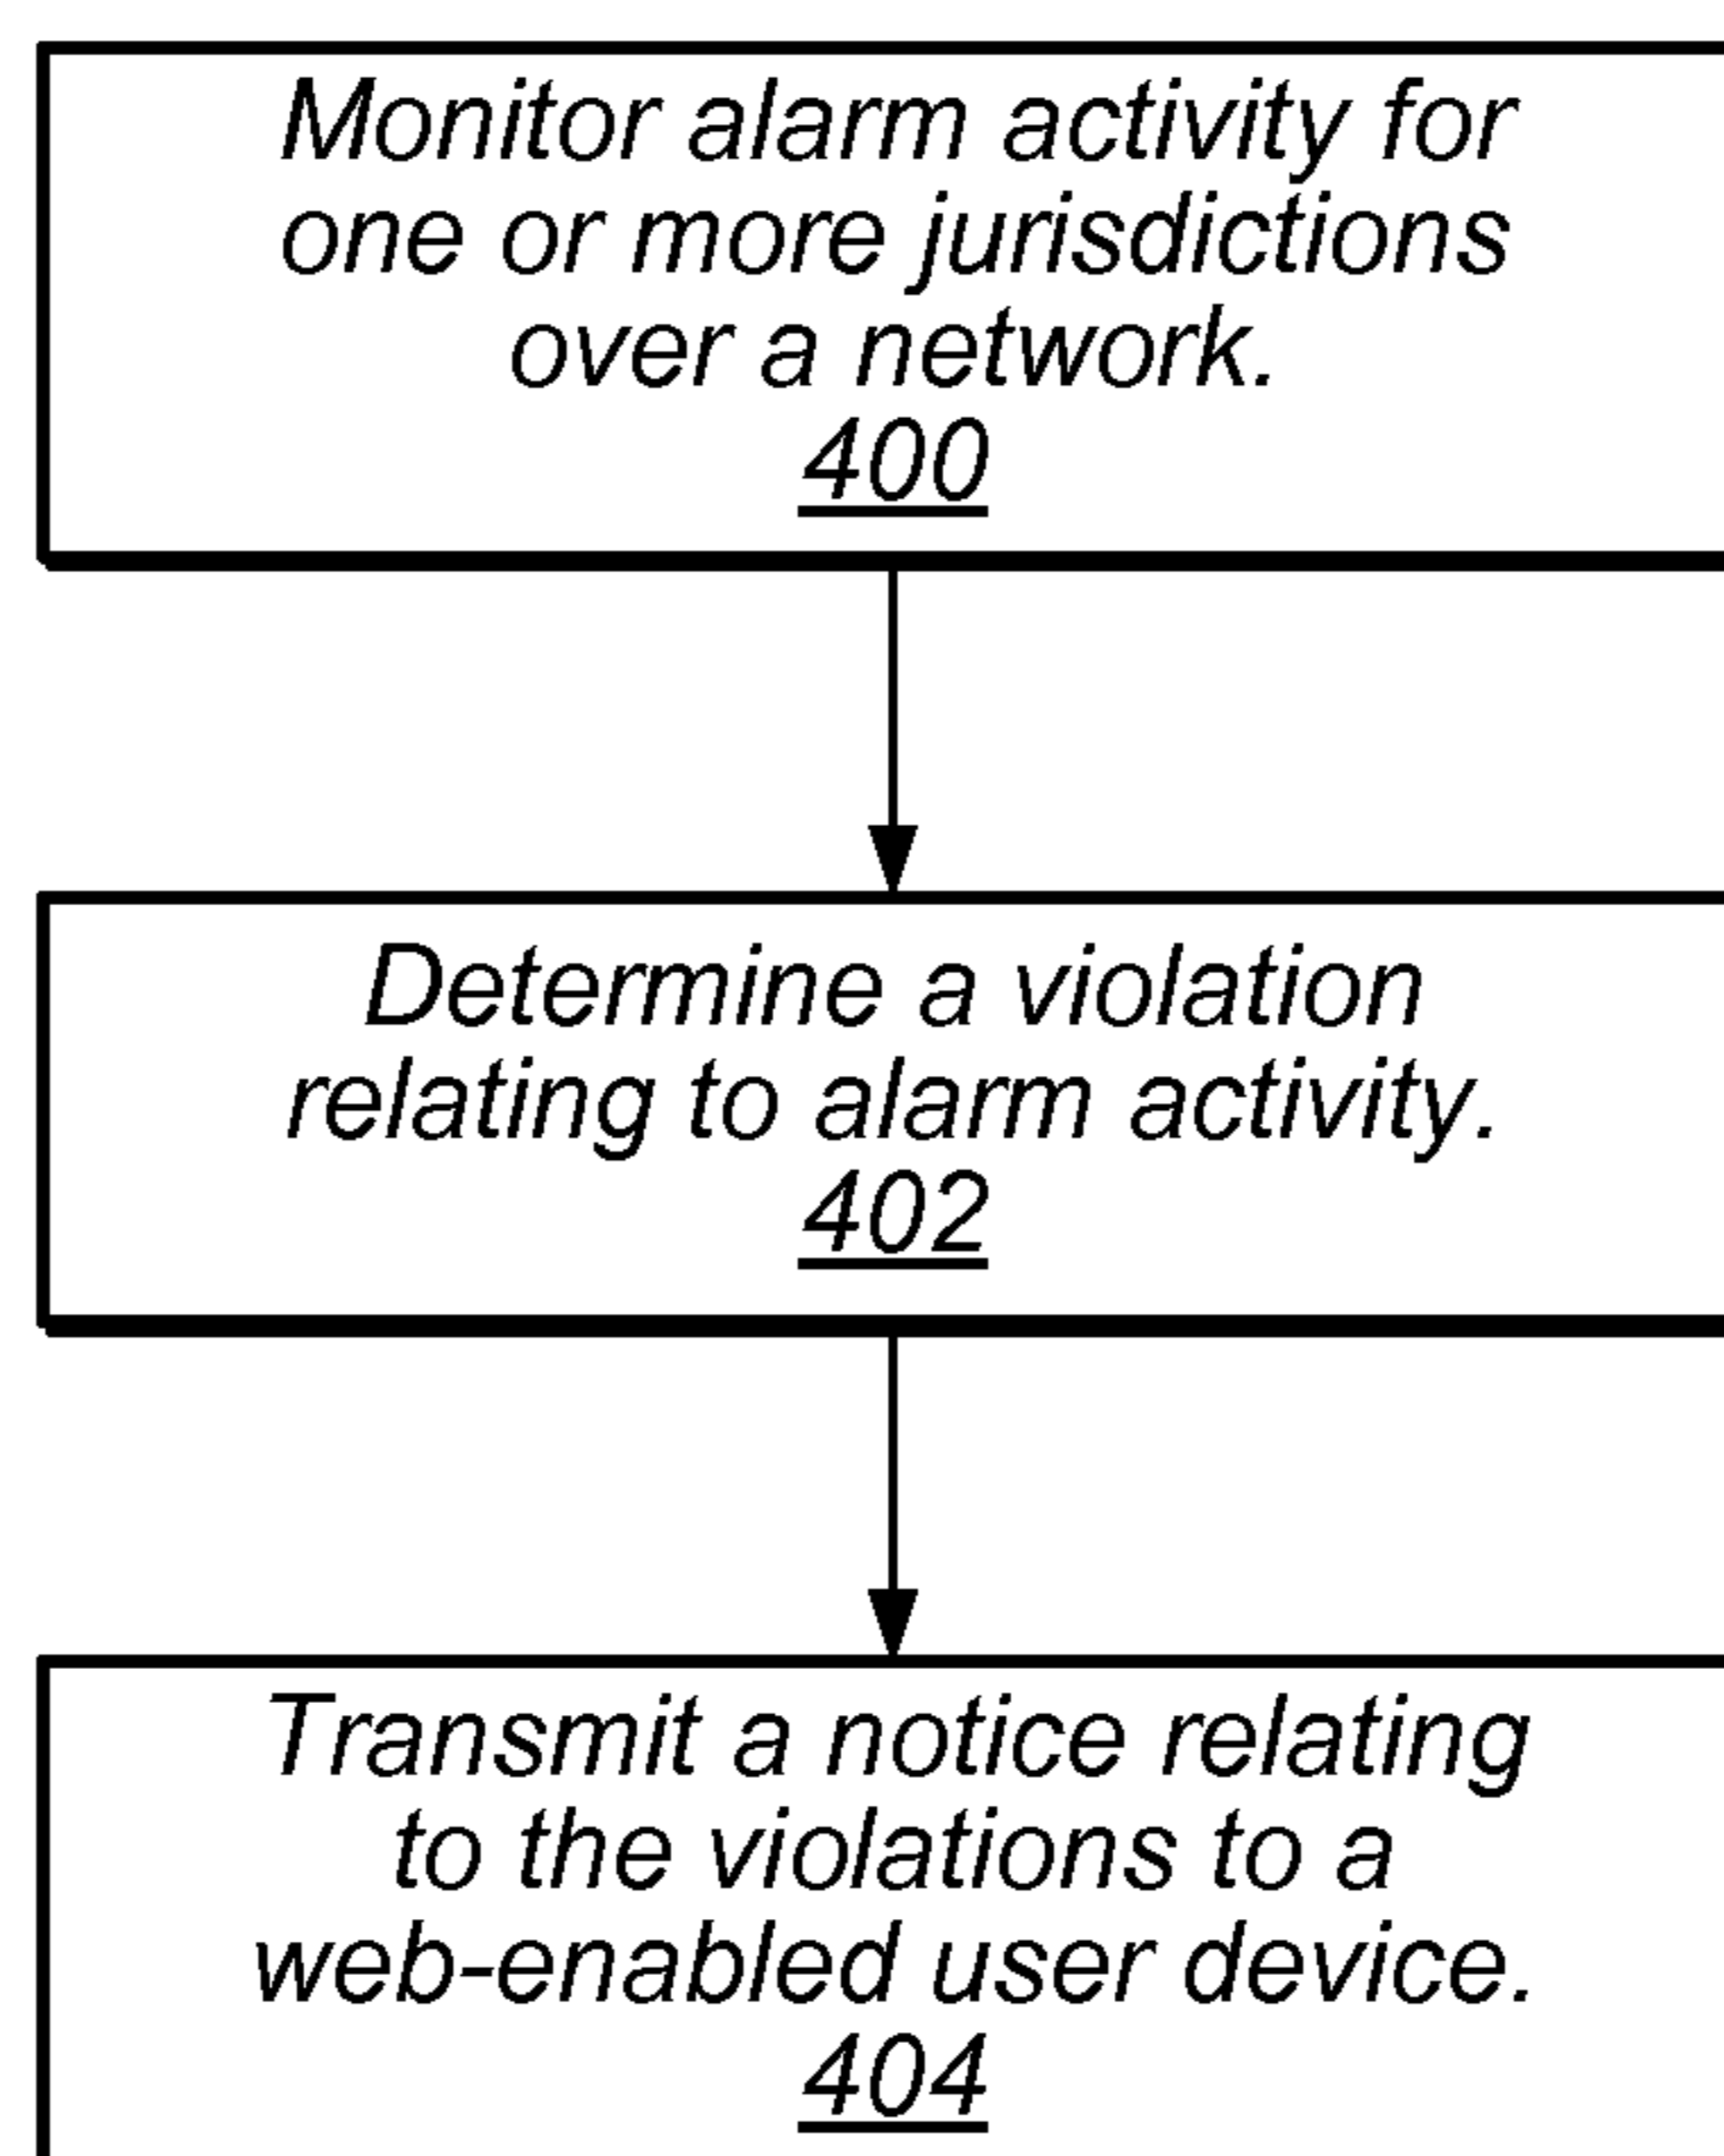 Monitor alarm activity for
one or more jurisdictions
over a network.
400
Determine a violation
relating to alarm activity.
402
Transmit a notice relating
to the violations to a
web-enabled user device.
404